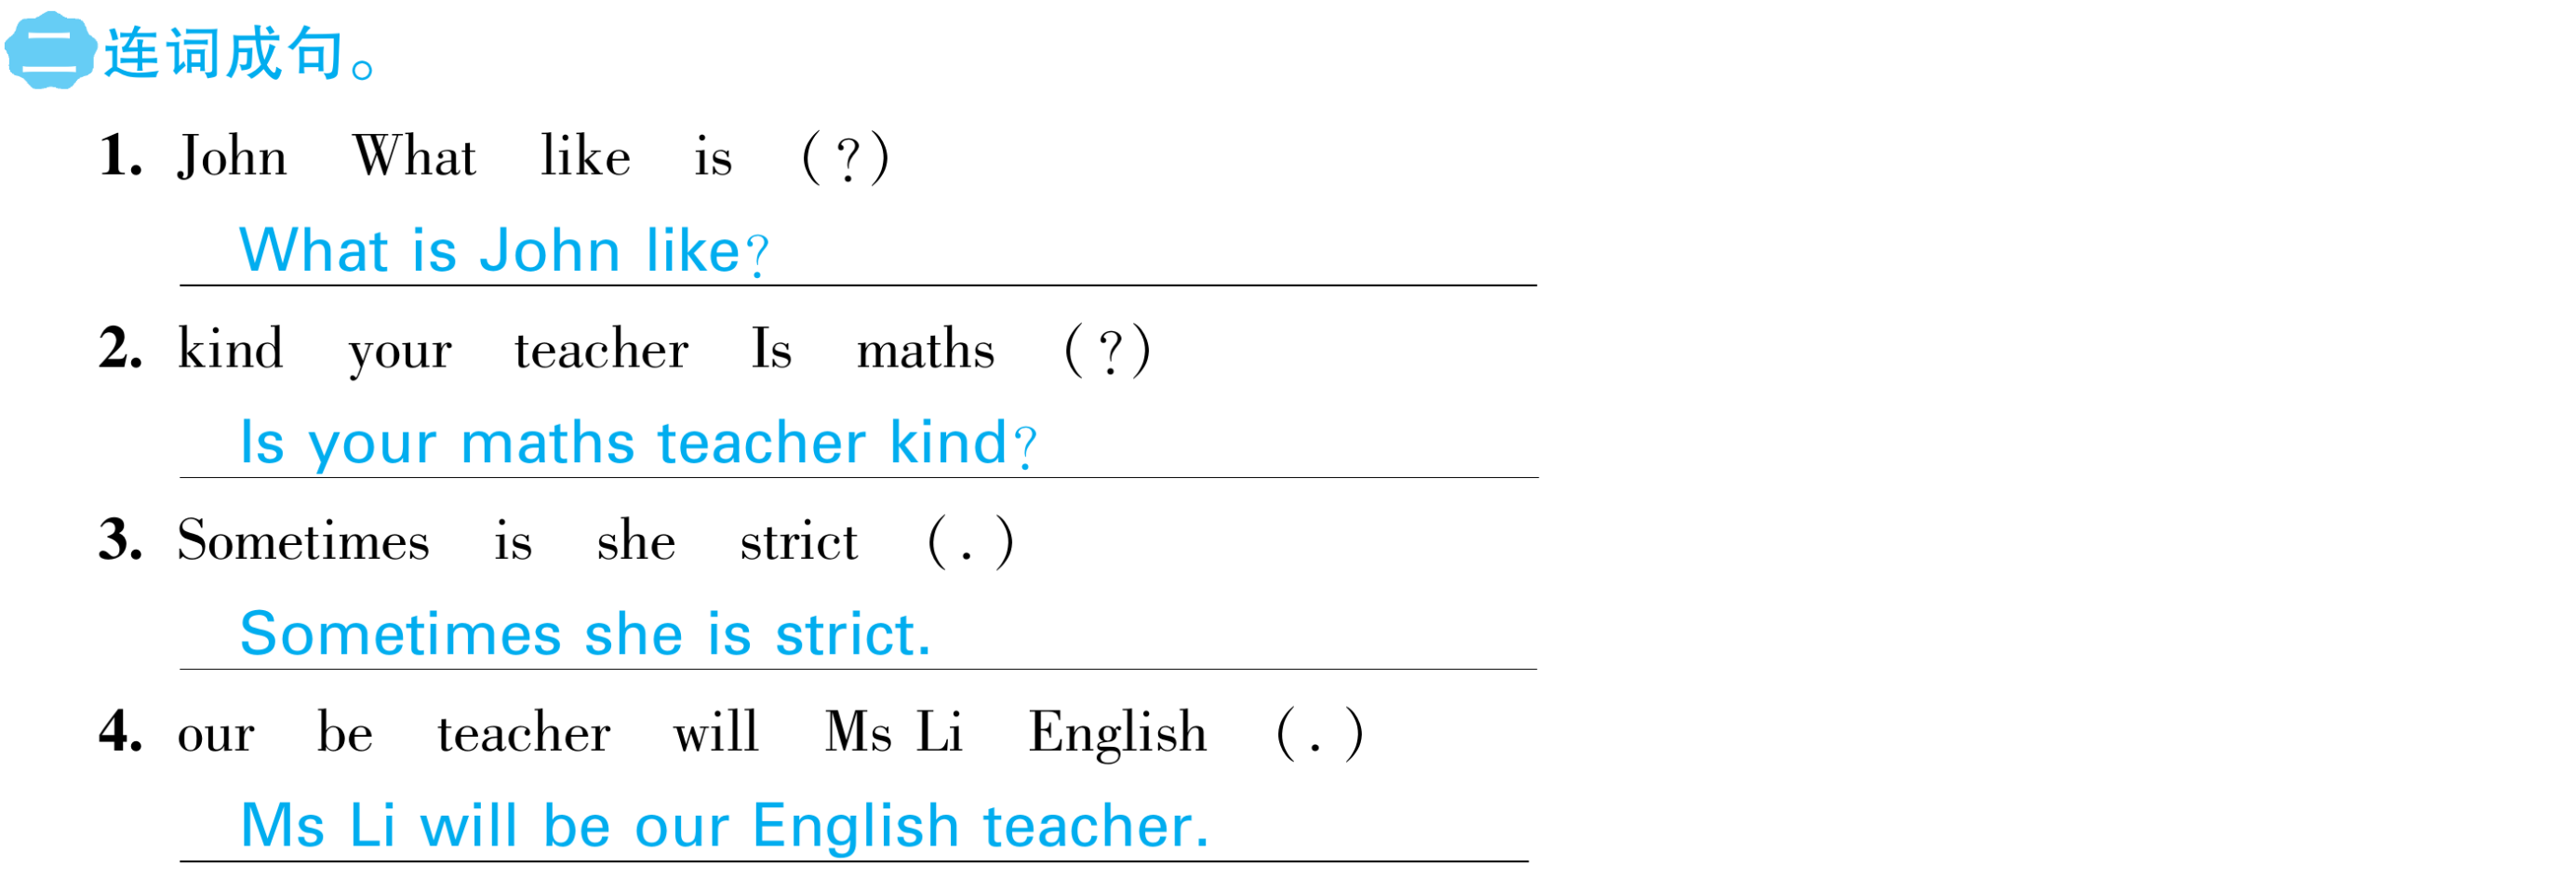 二 连词成句。
1. John What like is (?)
What is John like?
2. kind your teacher Is maths (?)
Is your maths teacher kind?
3. Sometimes is she strict (.)
Sometimes she is strict.
4. our be teacher will Ms Li English (.)
Ms Li will be our English teacher.